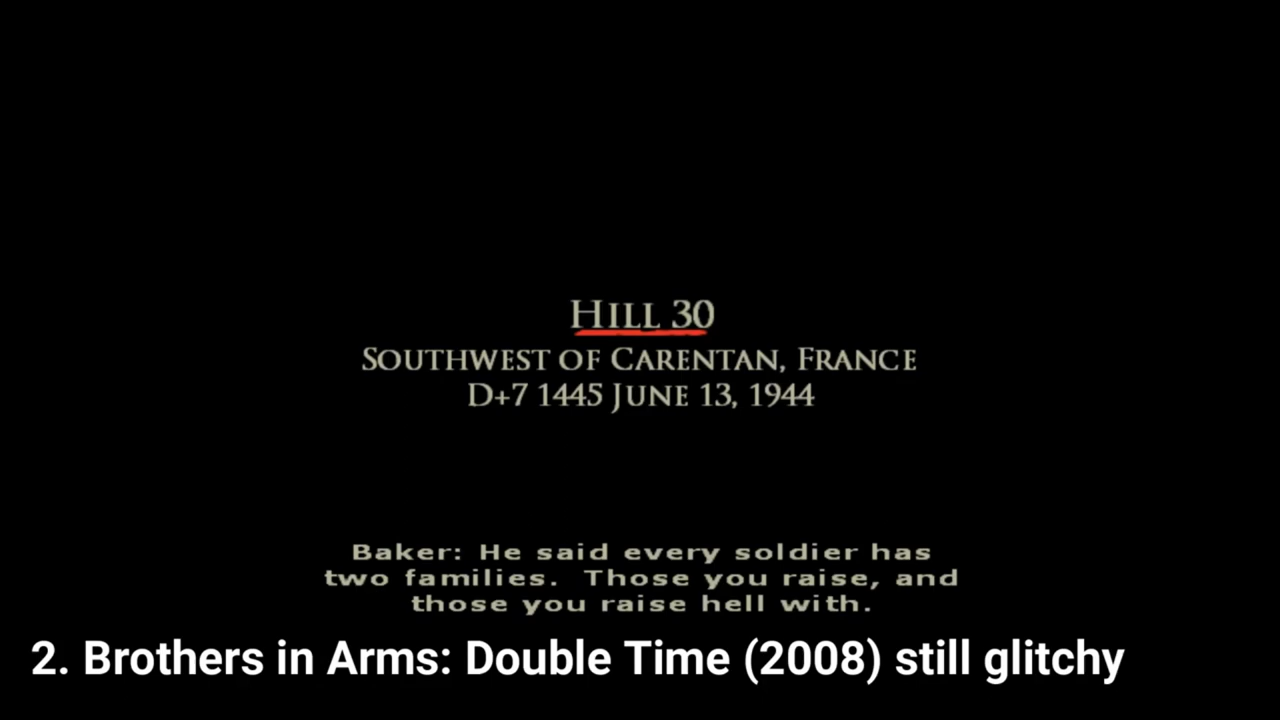 Hill 30
Southwest of Carentan, France
D+7 1445 June 13, 1944
Baker: He said every soldier has
two families. Those you raise, and
those you raise hell with.
2. Brothers in Arms: Double Time (2008) still glitchy